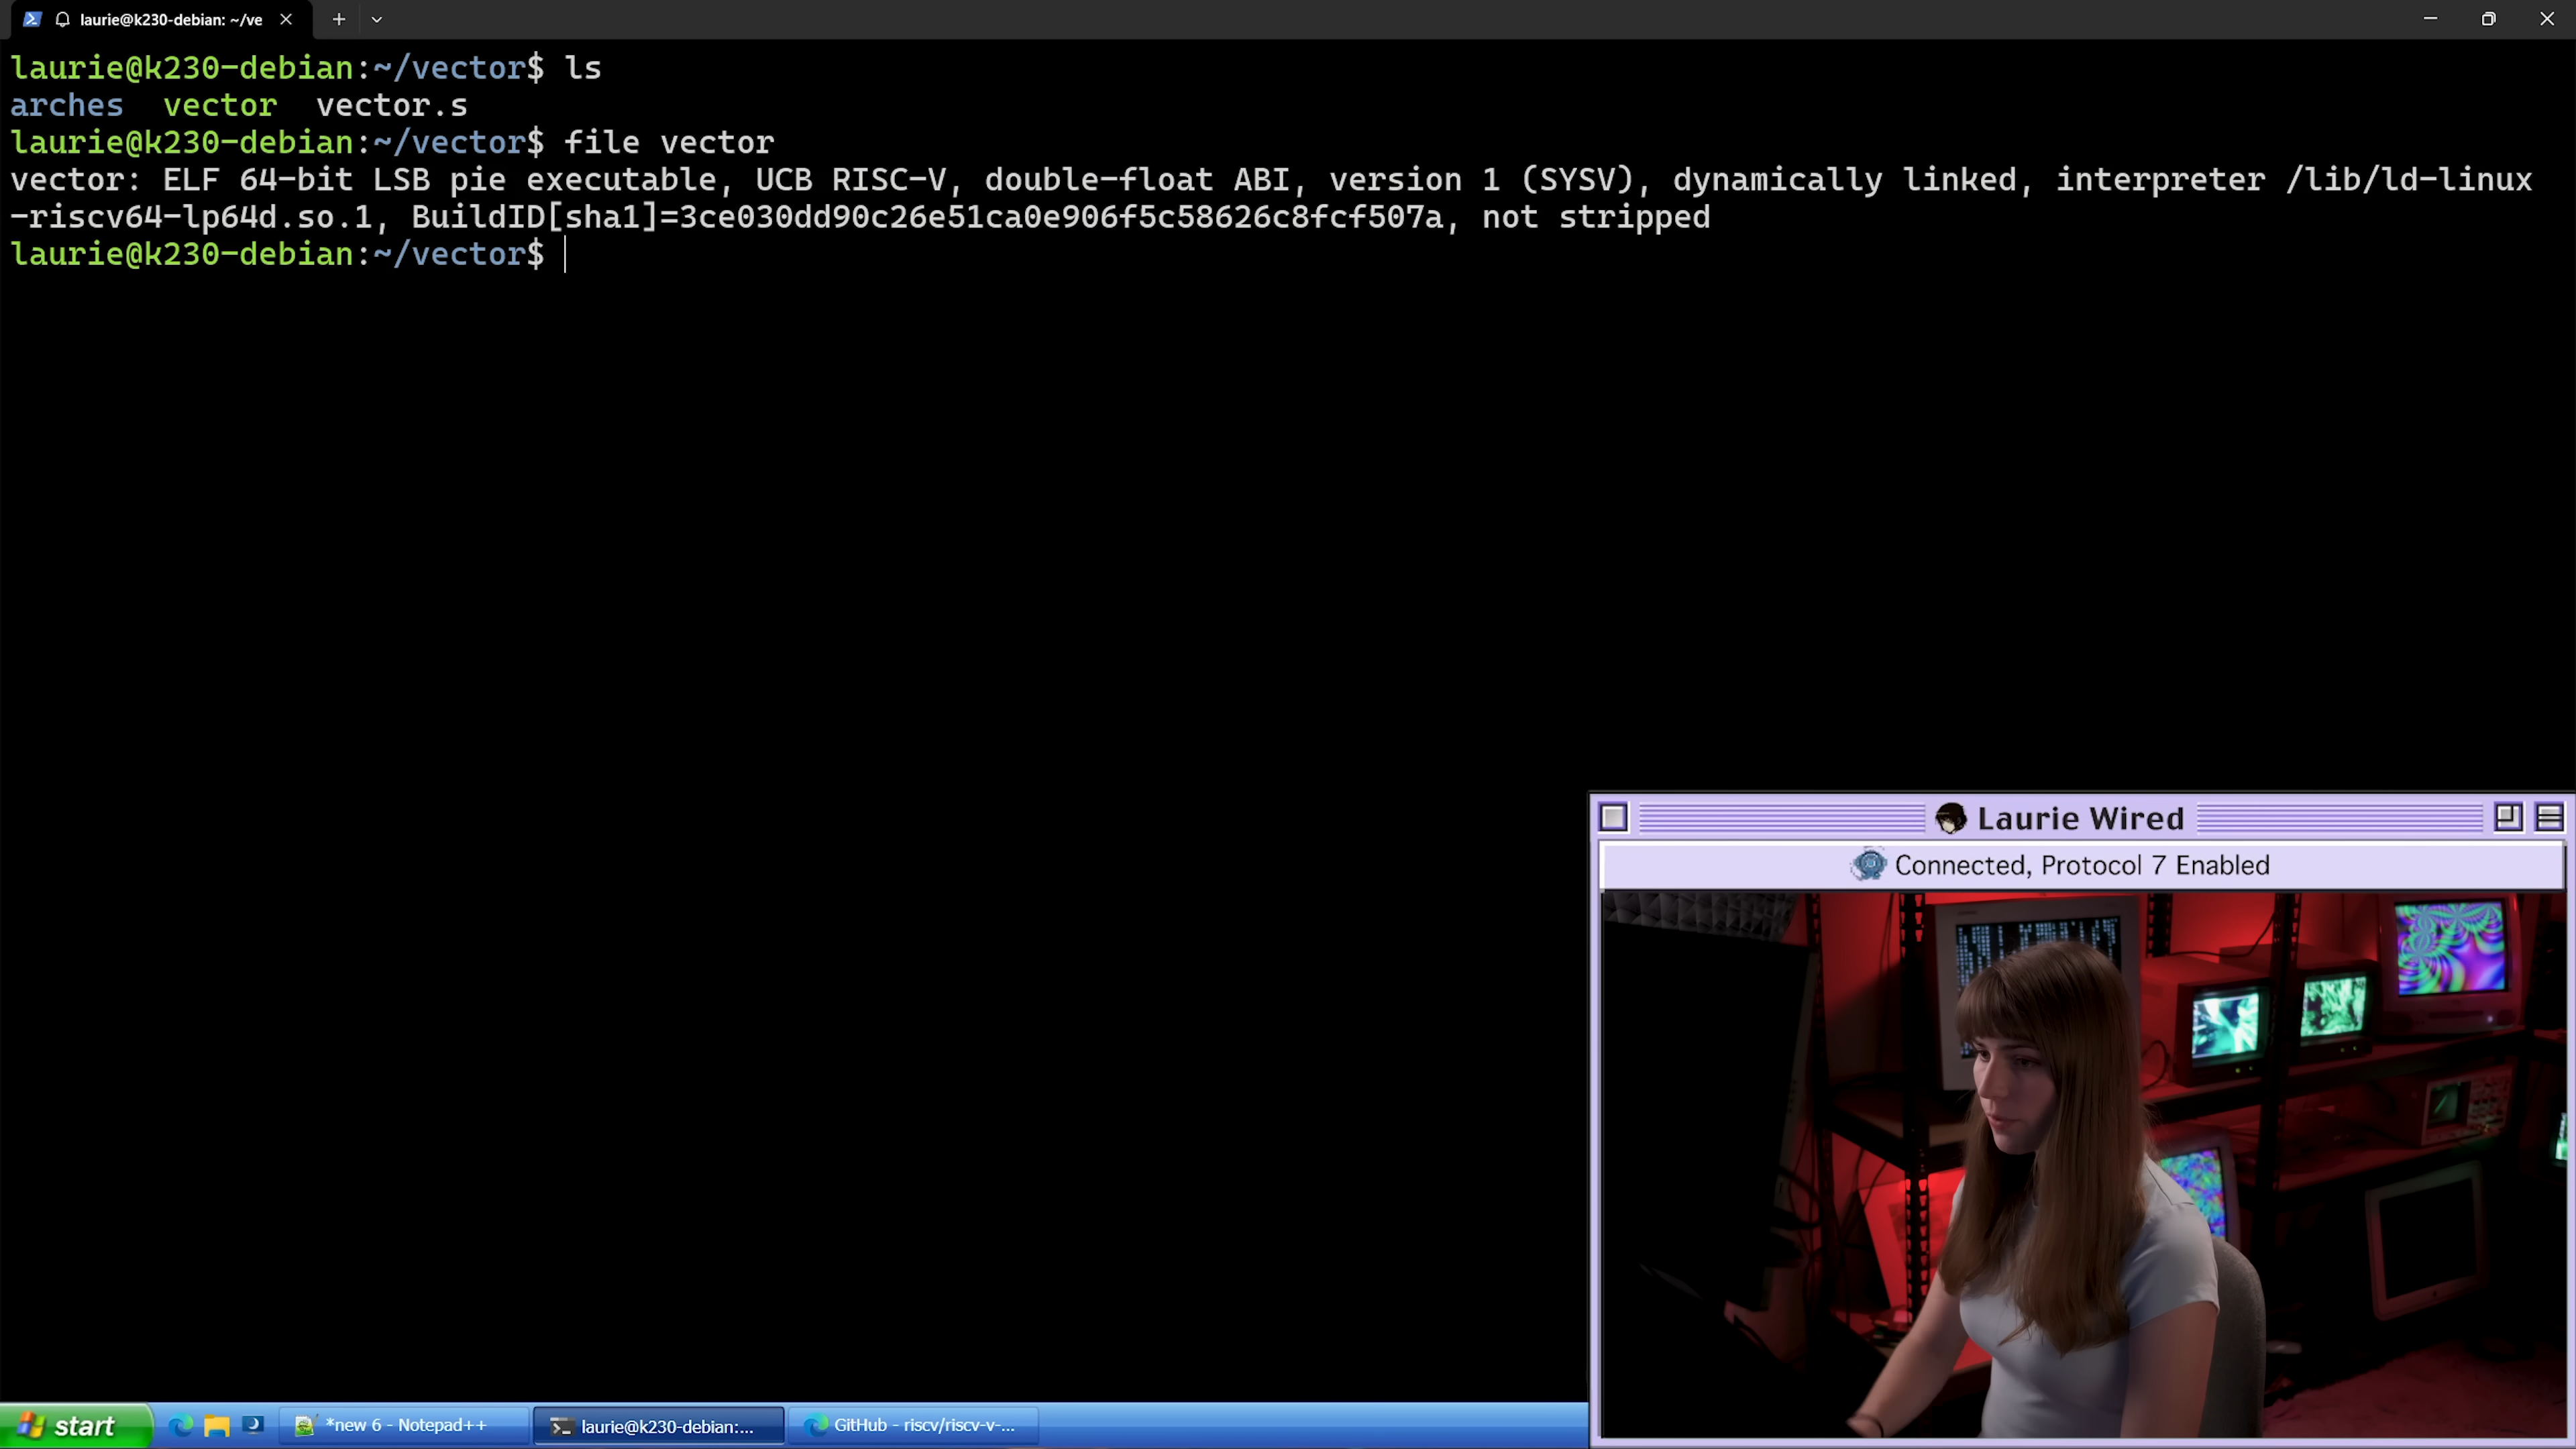 laurie@k230-debian: ~/ve
laurie@k230-debian:~/vector$ ls
arches  vector  vector.s
laurie@k230-debian:~/vector$ file vector
vector: ELF 64-bit LSB pie executable, UCB RISC-V, double-float ABI, version 1 (SYSV), dynamically linked, interpreter /lib/ld-linux
-riscv64-lp64d.so.1, BuildID[sha1]=3ce030dd90c26e51ca0e906f5c58626c8fcf507a, not stripped
laurie@k230-debian:~/vector$
Laurie Wired
Connected, Protocol 7 Enabled
start
*new 6 - Notepad++
laurie@k230-debian:...
GitHub - riscv/riscv-v-...